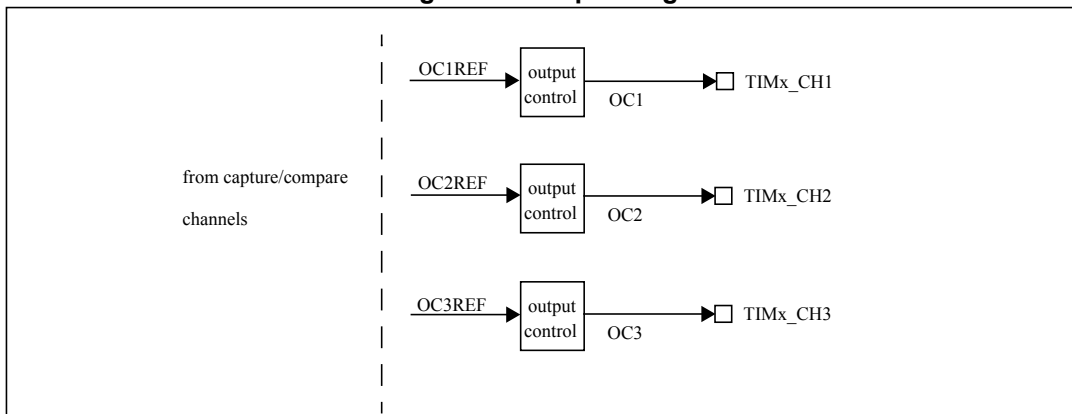 OC1REF
output
control
OC1
TIMx_CH1
from capture/compare
channels
OC2REF
output
control
OC2
TIMx_CH2
OC3REF
output
control
OC3
TIMx_CH3